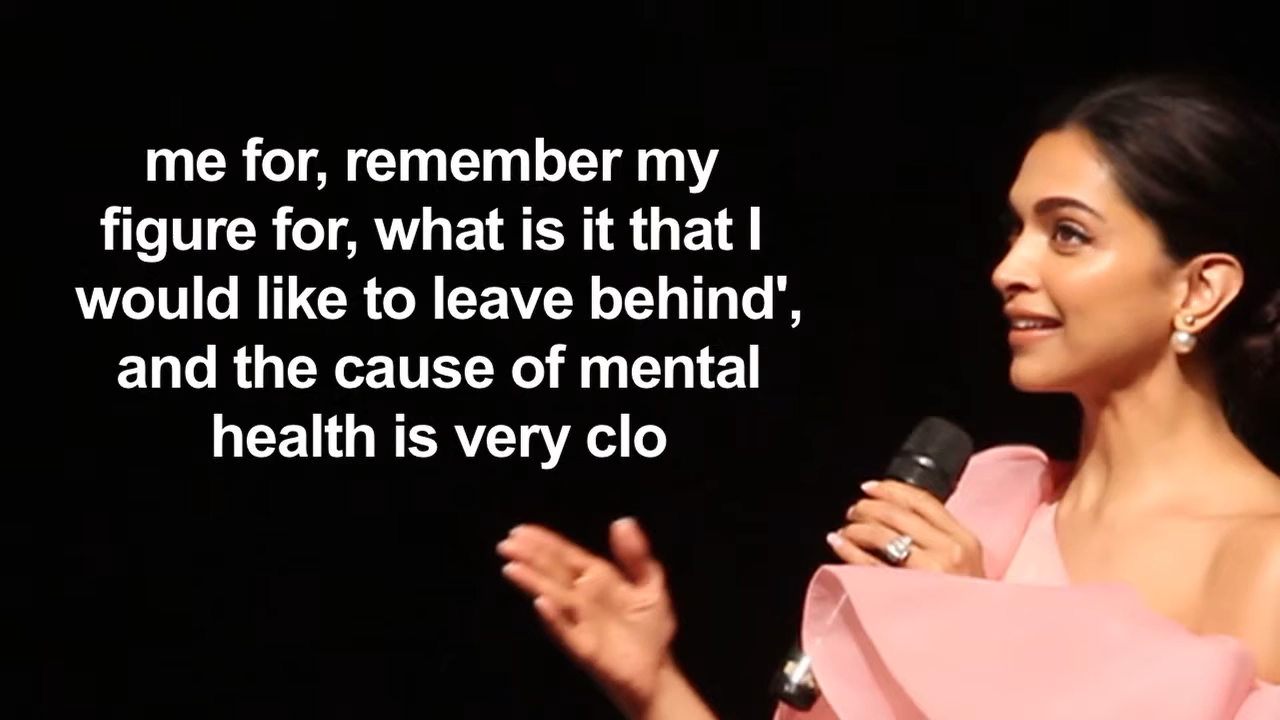 me for, remember my
figure for, what is it that I
would like to leave behind',
and the cause of mental
health is very clo